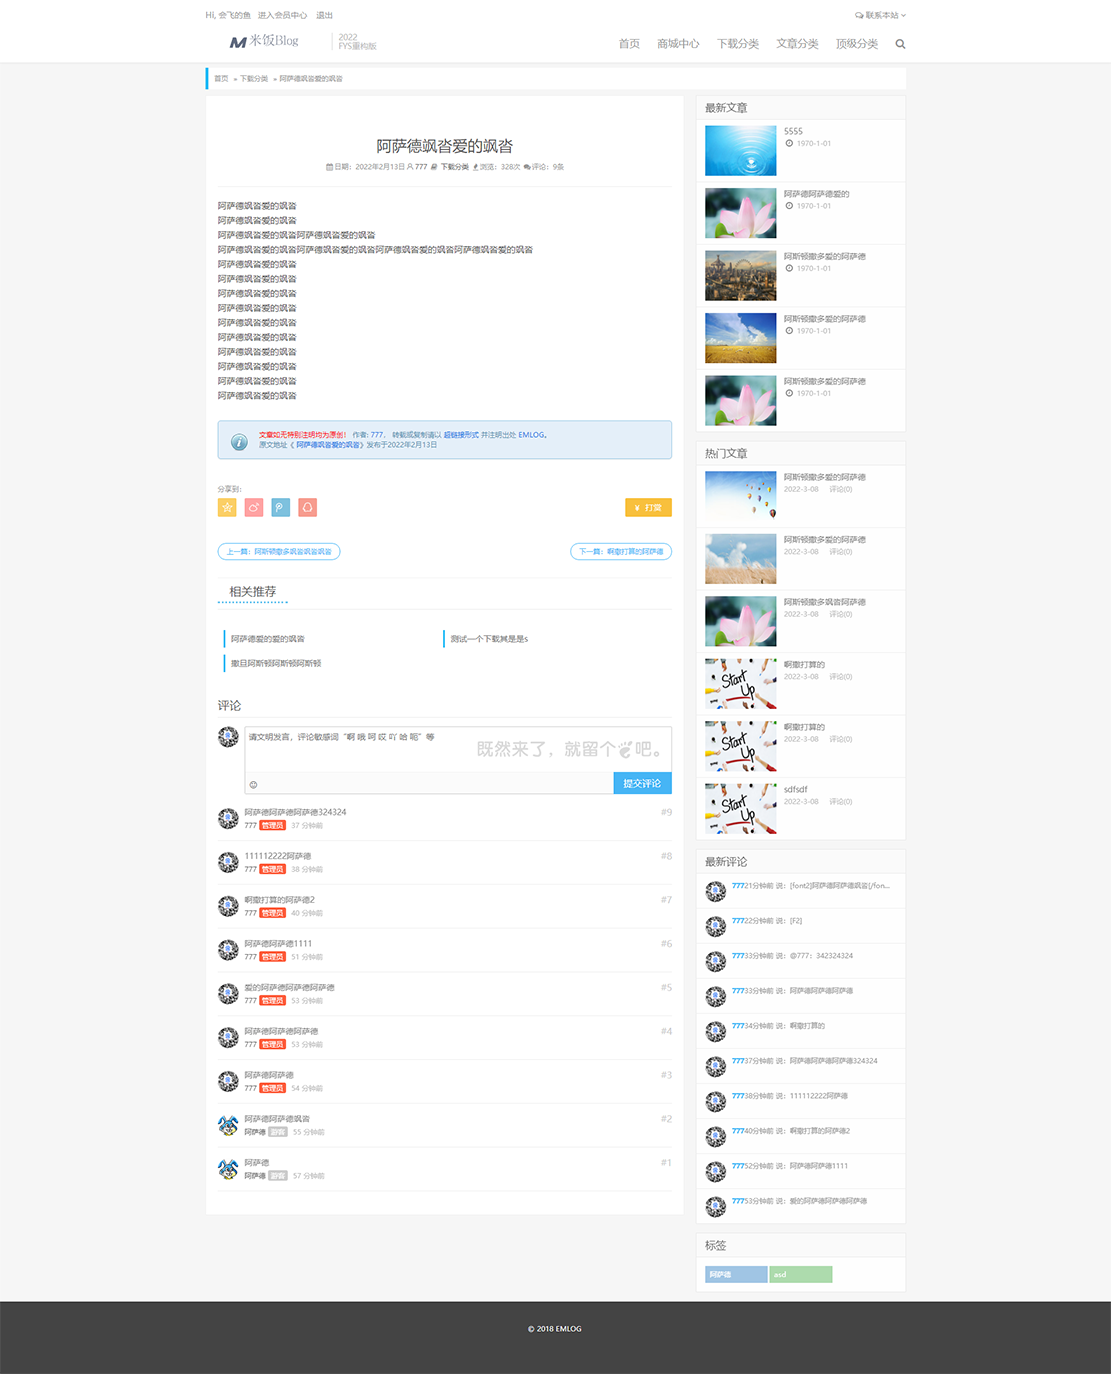 Hi, 会飞的鱼 进入会员中心 退出
联系本站
米饭Blog
2022
FYS重构版
首页 商城中心 下载分类 文章分类 顶级分类
首页 » 下载分类 » 阿萨德飒沓爱的飒沓
阿萨德飒沓爱的飒沓
日期：2022年2月13日 777 下载分类 浏览：328次 评论：9条
阿萨德飒沓爱的飒沓
阿萨德飒沓爱的飒沓
阿萨德飒沓爱的飒沓阿萨德飒沓爱的飒沓
阿萨德飒沓爱的飒沓阿萨德飒沓爱的飒沓阿萨德飒沓爱的飒沓阿萨德飒沓爱的飒沓
阿萨德飒沓爱的飒沓
阿萨德飒沓爱的飒沓
阿萨德飒沓爱的飒沓
阿萨德飒沓爱的飒沓
阿萨德飒沓爱的飒沓
阿萨德飒沓爱的飒沓
阿萨德飒沓爱的飒沓
阿萨德飒沓爱的飒沓
阿萨德飒沓爱的飒沓
阿萨德飒沓爱的飒沓
文章如无特别注明均为原创！ 作者: 777， 转载或复制请以 超链接形式 并注明出处 EMLOG。
原文地址《 阿萨德飒沓爱的飒沓》发布于2022年2月13日
分享到：
¥ 打赏
上一篇：阿斯顿撒多飒沓飒沓飒沓
下一篇：啊撒打算的阿萨德
相关推荐
阿萨德爱的爱的飒沓
测试一个下载其是是s
撒旦阿斯顿阿斯顿阿斯顿
评论
请文明发言，评论敏感词“啊 哦 呵 哎 吖 哈 呃”等
既然来了，就留个吧。
提交评论
阿萨德阿萨德阿萨德324324 #9
777 管理员 37 分钟前
111112222阿萨德 #8
777 管理员 38 分钟前
啊撒打算的阿萨德2 #7
777 管理员 40 分钟前
阿萨德阿萨德1111 #6
777 管理员 51 分钟前
爱的阿萨德阿萨德阿萨德 #5
777 管理员 53 分钟前
阿萨德阿萨德阿萨德 #4
777 管理员 53 分钟前
阿萨德阿萨德 #3
777 管理员 54 分钟前
阿萨德阿萨德飒沓 #2
阿萨德 游客 55 分钟前
阿萨德 #1
阿萨德 游客 57 分钟前
最新文章
5555
1970-1-01
阿萨德阿萨德爱的
1970-1-01
阿斯顿撒多爱的阿萨德
1970-1-01
阿斯顿撒多爱的阿萨德
1970-1-01
阿斯顿撒多爱的阿萨德
1970-1-01
热门文章
阿斯顿撒多爱的阿萨德
2022-3-08 评论(0)
阿斯顿撒多爱的阿萨德
2022-3-08 评论(0)
阿斯顿撒多飒沓阿萨德
2022-3-08 评论(0)
Start Up
啊撒打算的
2022-3-08 评论(0)
Start Up
啊撒打算的
2022-3-08 评论(0)
Start Up
sdfsdf
2022-3-08 评论(0)
最新评论
77721分钟前 说：[font2]阿萨德阿萨德飒沓[/fon...
77722分钟前 说：[F2]
77733分钟前 说：@777：342324324
77733分钟前 说：阿萨德阿萨德阿萨德
77734分钟前 说：啊撒打算的
77737分钟前 说：阿萨德阿萨德阿萨德324324
77738分钟前 说：111112222阿萨德
77740分钟前 说：啊撒打算的阿萨德2
77752分钟前 说：阿萨德阿萨德1111
77753分钟前 说：爱的阿萨德阿萨德阿萨德
标签
阿萨德 asd
© 2018 EMLOG